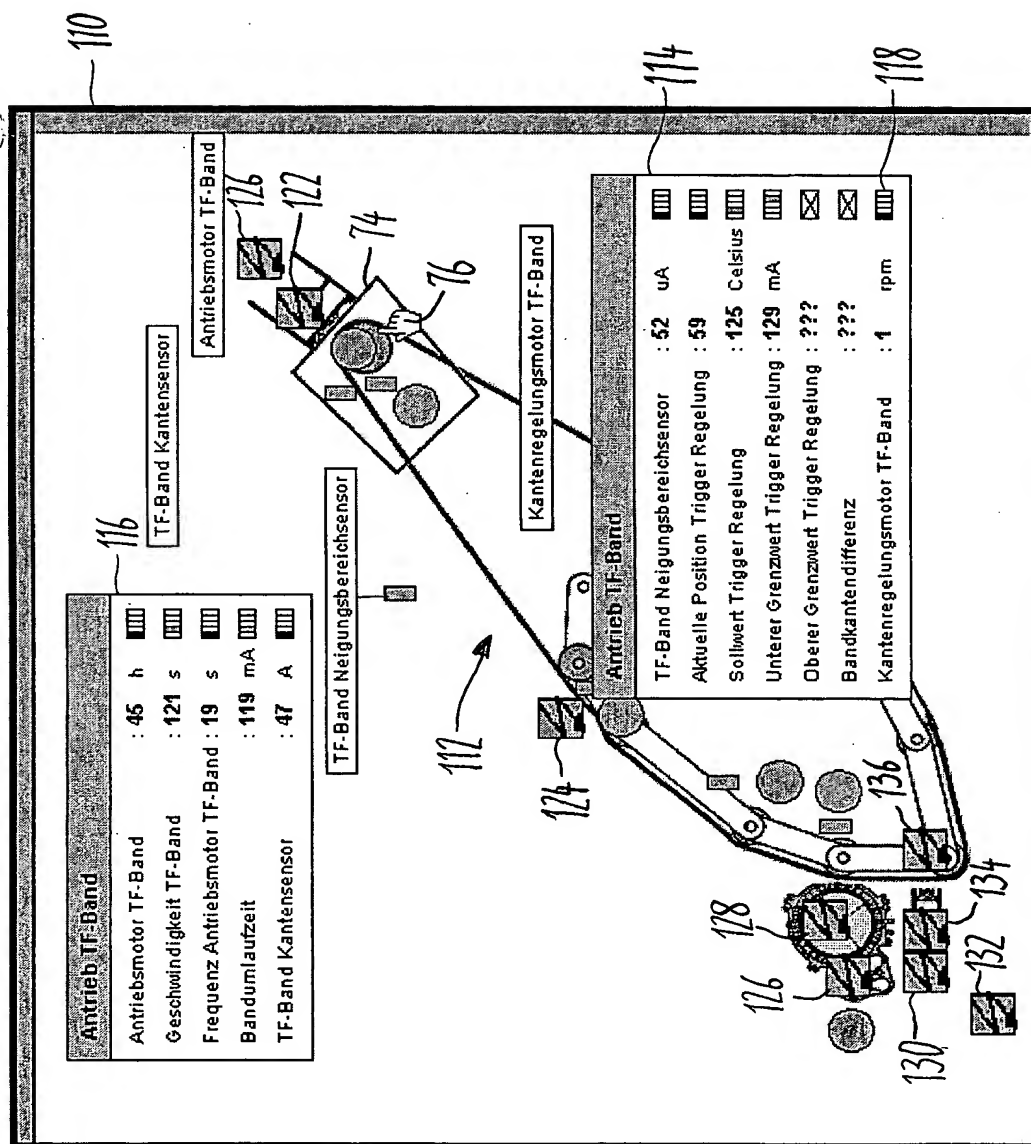 110
Antrieb TF-Band
Antriebsmotor TF-Band : 45 h
Geschwindigkeit TF-Band : 121 s
Frequenz Antriebsmotor TF-Band : 19 s
Bandumlaufzeit : 119 mA
TF-Band Kantensensor : 47 A
116
TF-Band Kantensensor
Antriebsmotor TF-Band
126
122
74
76
TF-Band Neigungsbereichsensor
112
124
Kantenregelungsmotor TF-Band
Antrieb TF-Band
TF-Band Neigungsbereichsensor : 52 uA
Aktuelle Position Trigger Regelung : 59
Sollwert Trigger Regelung : 125 Celsius
Unterer Grenzwert Trigger Regelung : 129 mA
Oberer Grenzwert Trigger Regelung : ???
Bandkantendifferenz : ???
Kantenregelungsmotor TF-Band : 1 rpm
114
118
126
128
136
130
134
132